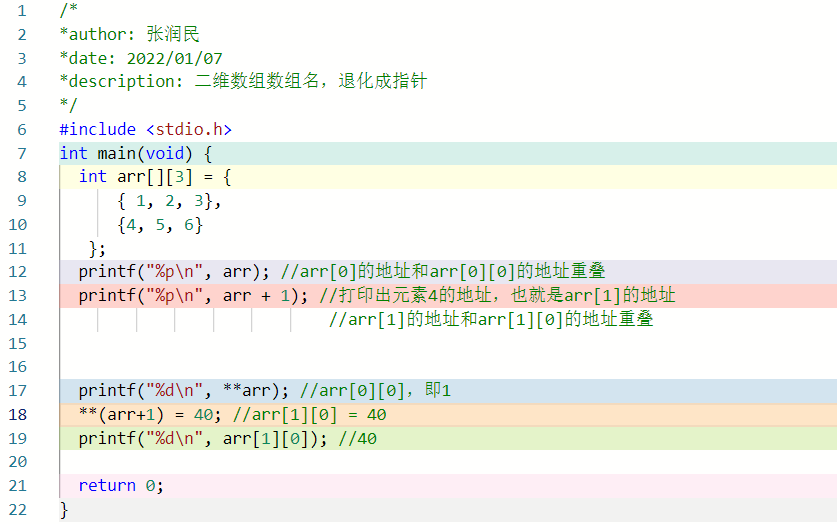 1 /*
2 *author: 张润民
3 *date: 2022/01/07
4 *description: 二维数组数组名，退化成指针
5 */
6 #include <stdio.h>
7 int main(void) {
8   int arr[][3] = {
9       { 1, 2, 3},
10       {4, 5, 6}
11    };
12   printf("%p\n", arr); //arr[0]的地址和arr[0][0]的地址重叠
13   printf("%p\n", arr + 1); //打印出元素4的地址，也就是arr[1]的地址
14                            //arr[1]的地址和arr[1][0]的地址重叠
15
16
17   printf("%d\n", **arr); //arr[0][0]，即1
18   **(arr+1) = 40; //arr[1][0] = 40
19   printf("%d\n", arr[1][0]); //40
20
21   return 0;
22 }